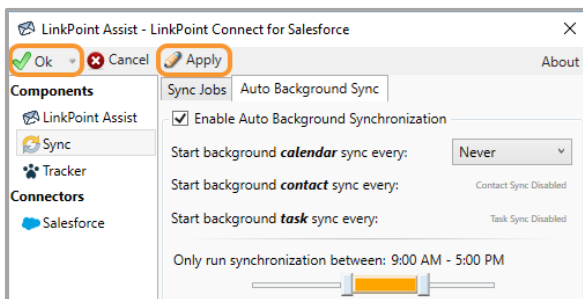 LinkPoint Assist - LinkPoint Connect for Salesforce
Ok Cancel Apply About
Components
LinkPoint Assist
Sync
Tracker
Connectors
Salesforce
Sync Jobs Auto Background Sync
Enable Auto Background Synchronization
Start background calendar sync every: Never
Start background contact sync every: Contact Sync Disabled
Start background task sync every: Task Sync Disabled
Only run synchronization between: 9:00 AM - 5:00 PM